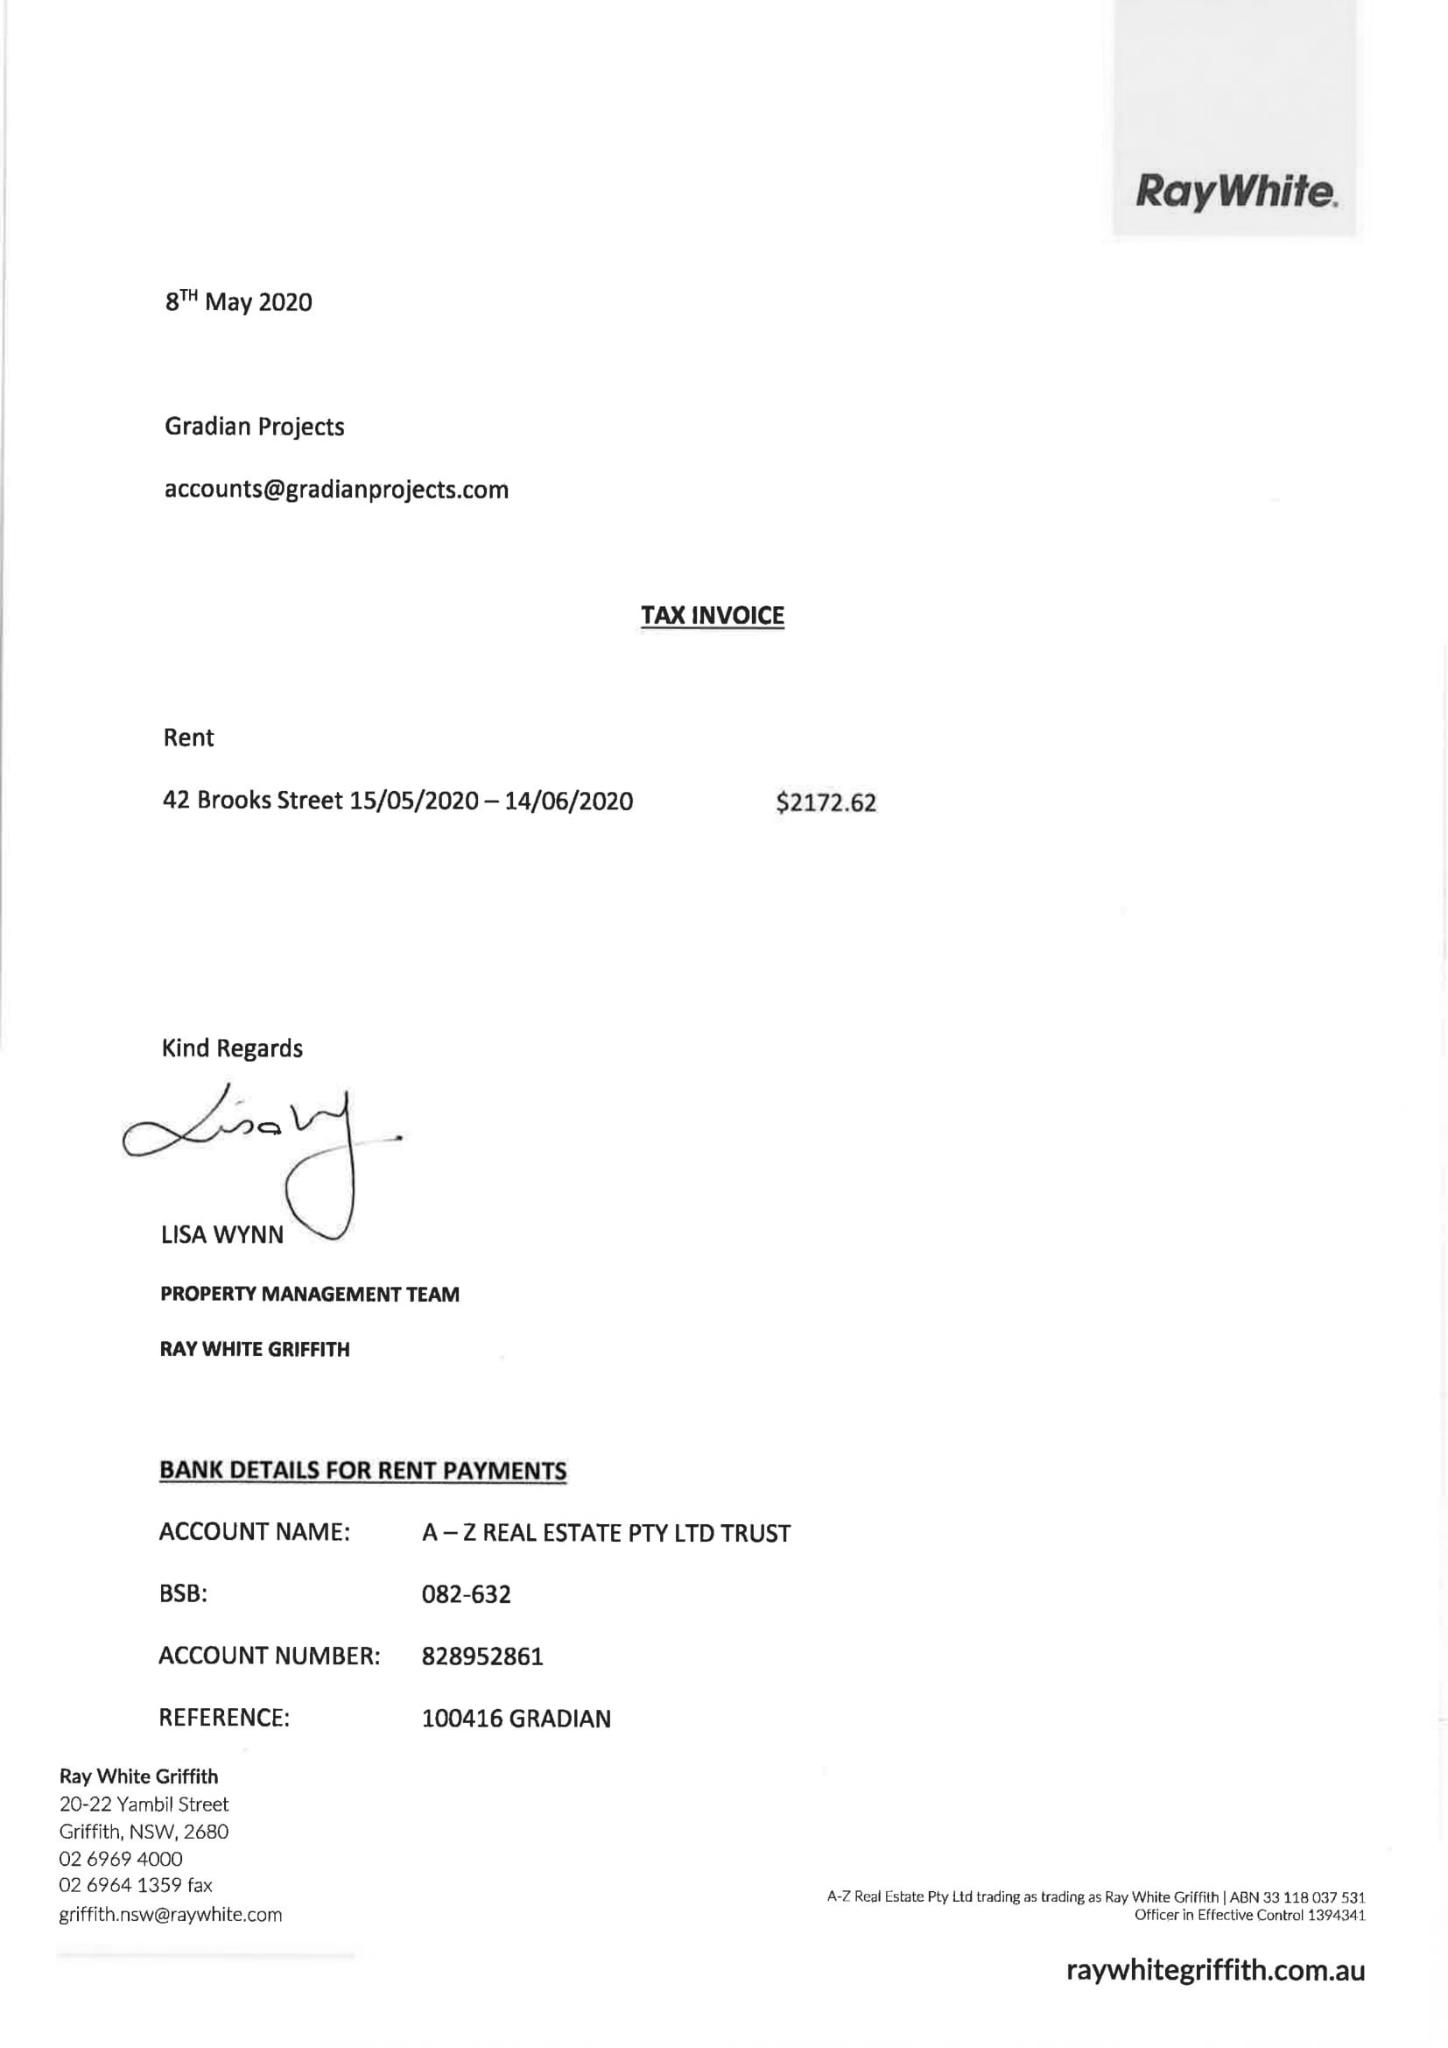 RayWhite.
8TH May 2020
Gradian Projects
accounts@gradianprojects.com
TAX INVOICE
Rent
42 Brooks Street 15/05/2020 – 14/06/2020 $2172.62
Kind Regards
LISA WYNN
PROPERTY MANAGEMENT TEAM
RAY WHITE GRIFFITH
BANK DETAILS FOR RENT PAYMENTS
ACCOUNT NAME: A – Z REAL ESTATE PTY LTD TRUST
BSB: 082-632
ACCOUNT NUMBER: 828952861
REFERENCE: 100416 GRADIAN
Ray White Griffith
20-22 Yambil Street
Griffith, NSW, 2680
02 6969 4000
02 6964 1359 fax
griffith.nsw@raywhite.com
A-Z Real Estate Pty Ltd trading as trading as Ray White Griffith | ABN 33 118 037 531
Officer in Effective Control 1394341
raywhitegriffith.com.au